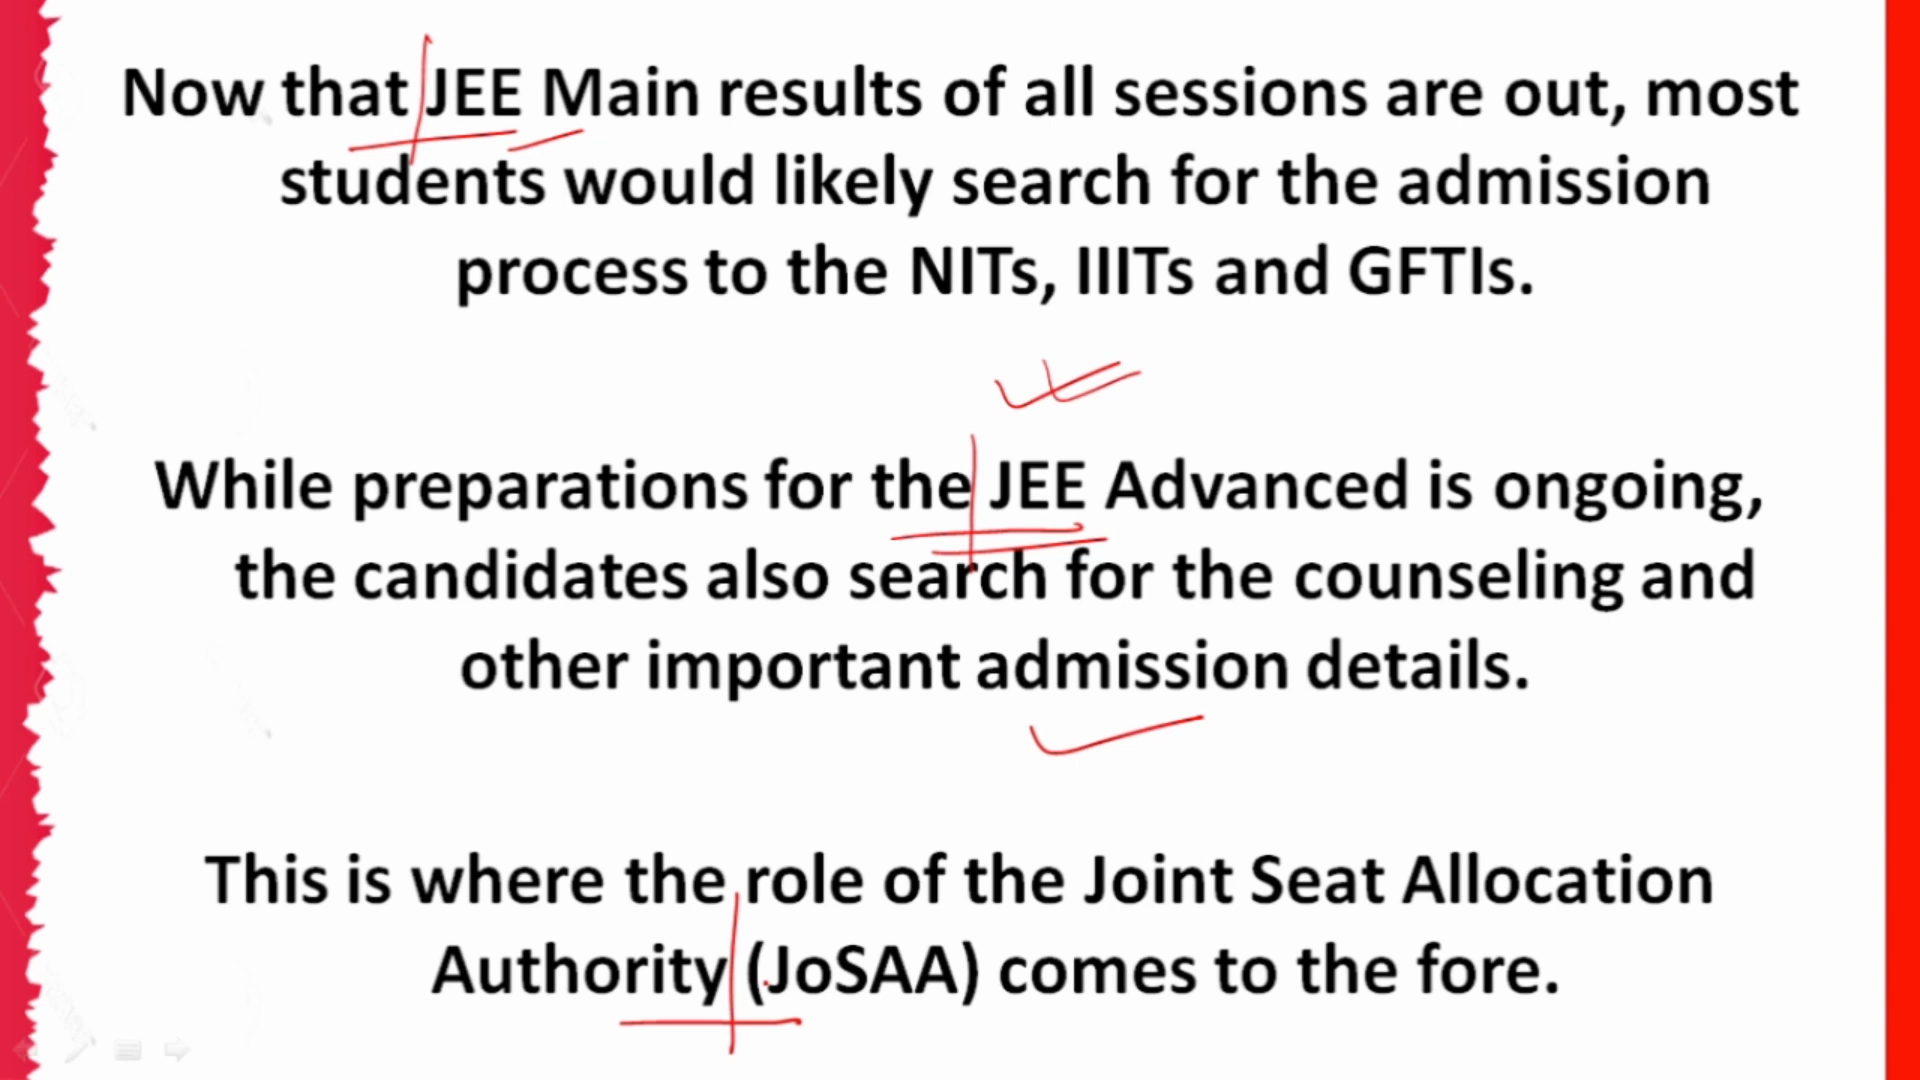 Now that JEE Main results of all sessions are out, most
students would likely search for the admission
process to the NITs, IIITs and GFTIs.
While preparations for the JEE Advanced is ongoing,
the candidates also search for the counseling and
other important admission details.
This is where the role of the Joint Seat Allocation
Authority (JoSAA) comes to the fore.